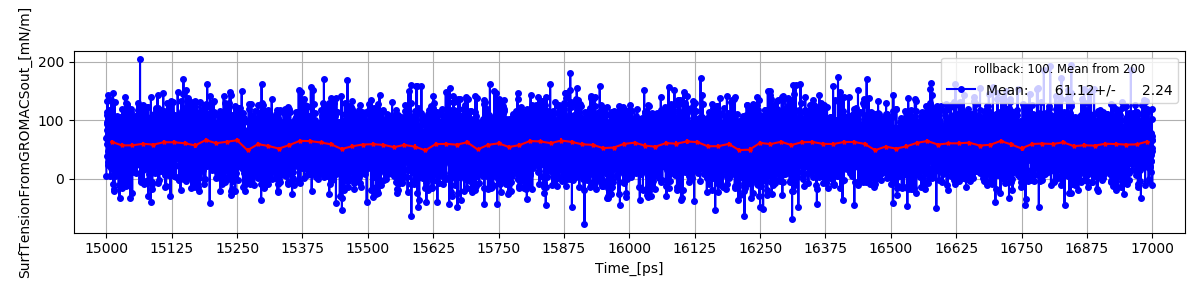 SurfTensionFromGROMACSout_[mN/m]
200
100
0
rollback: 100 Mean from 200
Mean: 61.12+/- 2.24
15000 15125 15250 15375 15500 15625 15750 15875 16000 16125 16250 16375 16500 16625 16750 16875 17000
Time_[ps]